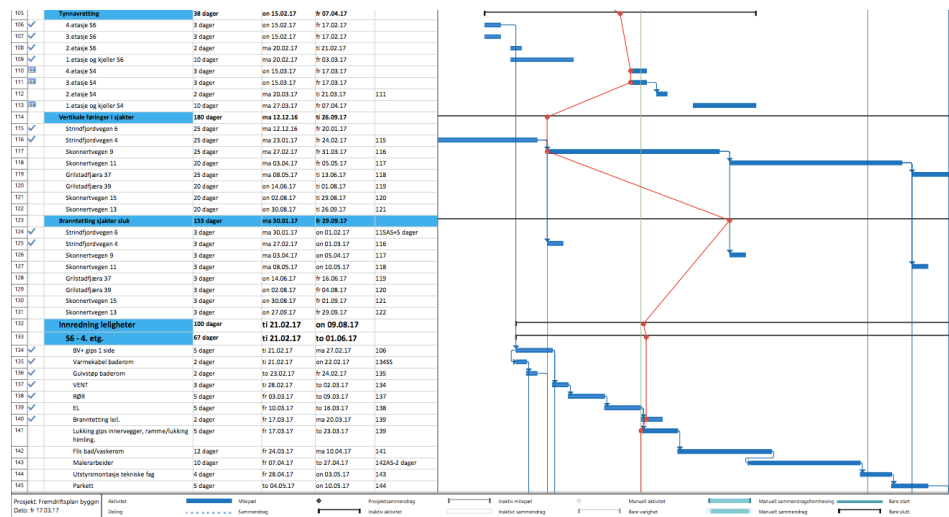 105 Tynnavretting 38 dager on 15.02.17 fr 07.04.17
106 4.etasje S6 3 dager on 15.02.17 fr 17.02.17
107 3.etasje S6 3 dager on 15.02.17 fr 17.02.17
108 2.etasje S6 2 dager ma 20.02.17 ti 21.02.17
109 1.etasje og kjeller S6 10 dager ma 20.02.17 fr 03.03.17
110 4.etasje S4 3 dager on 15.03.17 fr 17.03.17
111 3.etasje S4 3 dager on 15.03.17 fr 17.03.17
112 2.etasje S4 2 dager ma 20.03.17 ti 21.03.17 111
113 1.etasje og kjeller S4 10 dager ma 27.03.17 fr 07.04.17
114 Vertikale føringer i sjakter 180 dager ma 12.12.16 ti 26.09.17
115 Strindfjordvegen 6 25 dager ma 12.12.16 fr 20.01.17
116 Strindfjordvegen 4 25 dager ma 23.01.17 fr 24.02.17 115
117 Skonnertvegen 9 25 dager ma 27.02.17 fr 31.03.17 116
118 Skonnertvegen 11 20 dager ma 03.04.17 fr 05.05.17 117
119 Grilstadfjæra 37 25 dager ma 08.05.17 ti 13.06.17 118
120 Grilstadfjæra 39 20 dager on 14.06.17 ti 01.08.17 119
121 Skonnertvegen 15 20 dager on 02.08.17 ti 29.08.17 120
122 Skonnertvegen 13 20 dager on 30.08.17 ti 26.09.17 121
123 Branntetting sjakter sluk 153 dager ma 30.01.17 fr 29.09.17
124 Strindfjordvegen 6 3 dager ma 30.01.17 on 01.02.17 115AS+5 dager
125 Strindfjordvegen 4 3 dager ma 27.02.17 on 01.03.17 116
126 Skonnertvegen 9 3 dager ma 03.04.17 on 05.04.17 117
127 Skonnertvegen 11 3 dager ma 08.05.17 on 10.05.17 118
128 Grilstadfjæra 37 3 dager on 14.06.17 fr 16.06.17 119
129 Grilstadfjæra 39 3 dager on 02.08.17 fr 04.08.17 120
130 Skonnertvegen 15 3 dager on 30.08.17 fr 01.09.17 121
131 Skonnertvegen 13 3 dager on 27.09.17 fr 29.09.17 122
132 Innredning leiligheter 100 dager ti 21.02.17 on 09.08.17
133 S6 - 4. etg. 67 dager ti 21.02.17 to 01.06.17
134 BV+ gips 1 side 5 dager ti 21.02.17 ma 27.02.17 106
135 Varmekabel baderom 2 dager ti 21.02.17 on 22.02.17 134SS
136 Gulvstøp baderom 2 dager to 23.02.17 fr 24.02.17 135
137 VENT 3 dager ti 28.02.17 to 02.03.17 134
138 RØR 5 dager fr 03.03.17 to 09.03.17 137
139 EL 5 dager fr 10.03.17 to 16.03.17 138
140 Branntetting leil. 2 dager fr 17.03.17 ma 20.03.17 139
141 Lukking gips innervegger, ramme/lukking 5 dager fr 17.03.17 to 23.03.17 139
himling.
142 Flis bad/vaskerom 12 dager fr 24.03.17 ma 10.04.17 141
143 Malerarbeider 10 dager fr 07.04.17 to 27.04.17 142AS-2 dager
144 Utstyrsmontasje tekniske fag 4 dager fr 28.04.17 on 03.05.17 143
145 Parkett 5 dager to 04.05.17 on 10.05.17 144
Prosjekt: Fremdriftsplan byggin Aktivitet Milepæl Prosjektsammendrag Inaktiv milepæl Manuell aktivitet Manuell sammendragsfremheving Bare start
Dato: fr 17.03.17 Deling Sammendrag Inaktiv aktivitet Inaktivt sammendrag Bare varighet Manuelt sammendrag Bare slutt